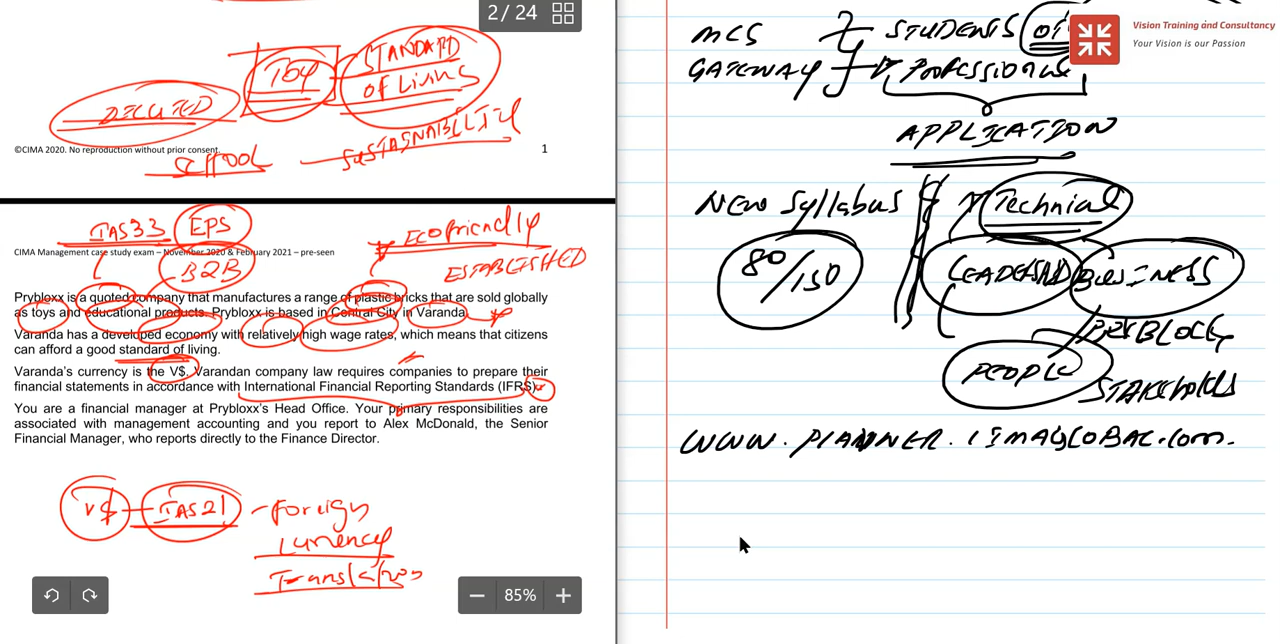 2 / 24
STANDARD
of Living
TOY
SUSTAINABILITY
©CIMA 2020. No reproduction without prior consent.
1
SCHOOL
IAS33 EPS
Ecofriendly
CIMA Management case study exam – November 2020 & February 2021 – pre-seen
B2B
ESTABLISHED
Prybloxx is a quoted company that manufactures a range of plastic bricks that are sold globally
as toys and educational products. Prybloxx is based in Central City in Varanda.
Varanda has a developed economy with relatively high wage rates, which means that citizens
can afford a good standard of living.
Varanda's currency is the V$. Varandan company law requires companies to prepare their
financial statements in accordance with International Financial Reporting Standards (IFRS).
You are a financial manager at Prybloxx's Head Office. Your primary responsibilities are
associated with management accounting and you report to Alex McDonald, the Senior
Financial Manager, who reports directly to the Finance Director.
V$ IAS21 - foreign
currency
Translation
85%
Vision Training and Consultancy
Your Vision is our Passion
MCS STUDENTS
GATEWAY PROFESSIONALS
APPLICATION
NEW Syllabus Technical
80/150 LEADERSHIP BUSINESS
PEOPLE
STAKEHOLDERS
WWW.PLANNER.CIMAGLOBAL.COM.